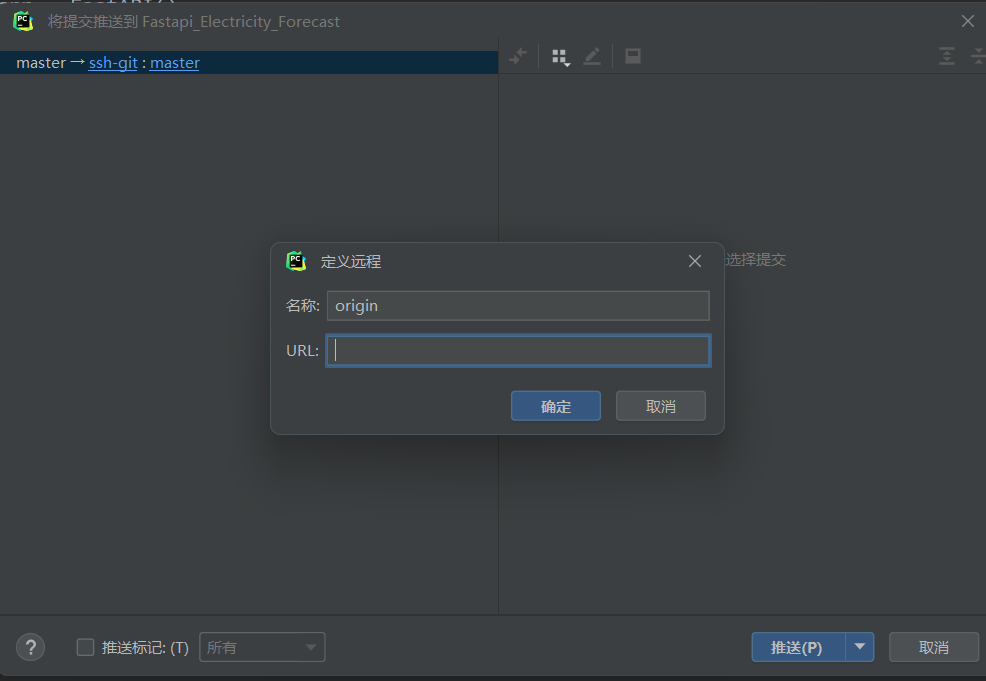 将提交推送到 Fastapi_Electricity_Forecast
master → ssh-git : master
选择提交
定义远程
名称: origin
URL:
确定 取消
? 推送标记: (T) 所有 推送(P) 取消